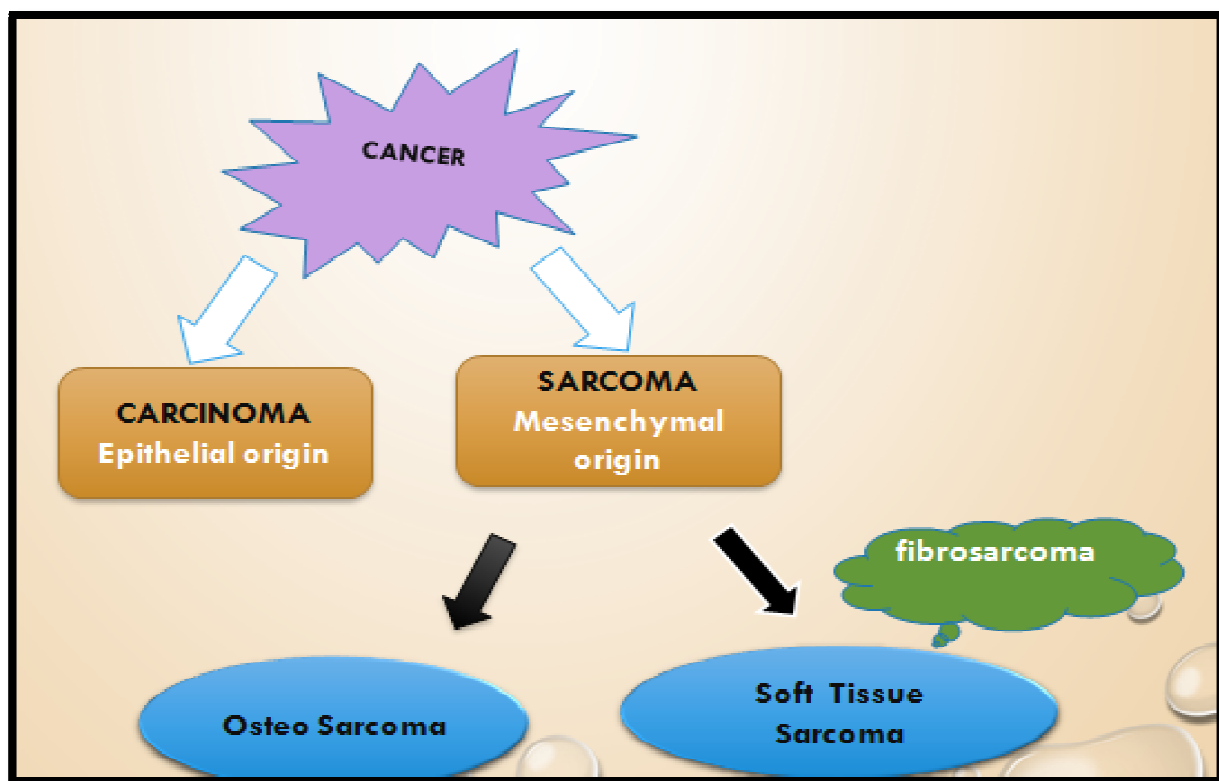 CANCER
CARCINOMA
Epithelial origin
SARCOMA
Mesenchymal
origin
fibrosarcoma
Osteo Sarcoma
Soft Tissue
Sarcoma